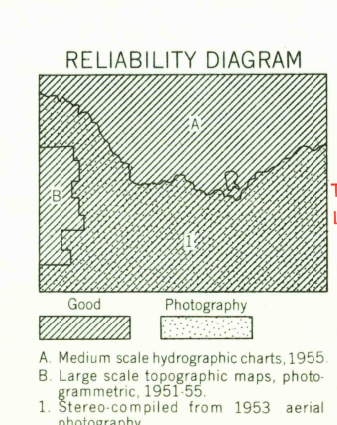 RELIABILITY DIAGRAM
A
B
1
T
L
Good Photography
A. Medium scale hydrographic charts, 1955.
B. Large scale topographic maps, photo-
grammetric, 1951-55.
1. Stereo-compiled from 1953 aerial
photography